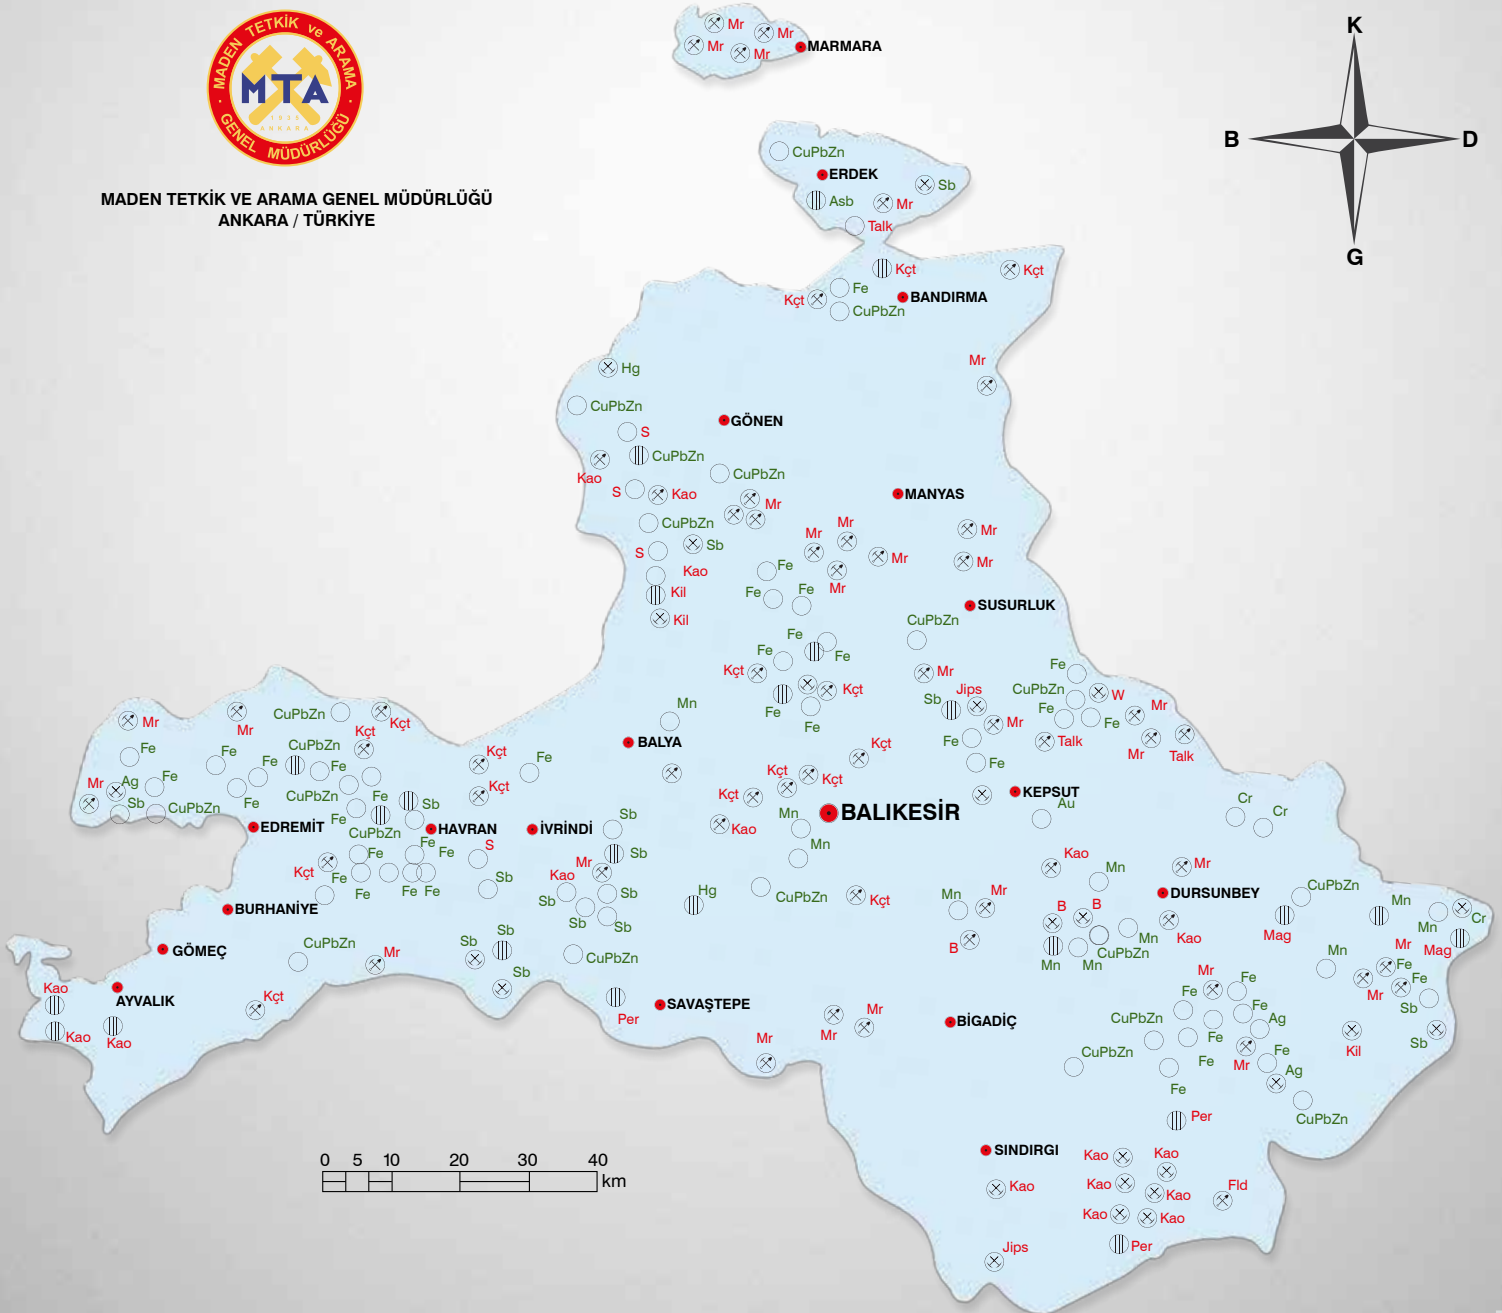 MADEN TETKİK ve ARAMA
MTA
1935
ANKARA
GENEL MÜDÜRLÜĞÜ
MADEN TETKİK VE ARAMA GENEL MÜDÜRLÜĞÜ
ANKARA / TÜRKİYE
K
B
D
G
Mr
Mr
Mr
Mr
MARMARA
CuPbZn
ERDEK
Sb
Asb
Mr
Talk
Kçt
Kçt
Fe
Kçt
BANDIRMA
CuPbZn
Mr
Hg
CuPbZn
GÖNEN
S
CuPbZn
Kao
CuPbZn
S
Kao
MANYAS
Mr
CuPbZn
Mr
Mr
Mr
Sb
S
Mr
Mr
Kao
Fe
Mr
Kil
Fe
Fe
Kil
SUSURLUK
CuPbZn
Fe
Fe
Fe
Kçt
Mr
Fe
Kçt
Jips
CuPbZn
W
Mn
Sb
Fe
Mr
Fe
Mr
Fe
Fe
Mr
Mr
Kçt
CuPbZn
Kçt
BALYA
Fe
Talk
Mr
Talk
Fe
Fe
CuPbZn
Kçt
Kçt
Fe
Kçt
Fe
Fe
Fe
Mr
Ag
Fe
CuPbZn
Kçt
Kçt
Kçt
KEPSUT
Sb
CuPbZn
Fe
Fe
Sb
Kçt
Au
Cr
Cr
Fe
BALIKESİR
Sb
Mn
EDREMİT
CuPbZn
HAVRAN
İVRİNDİ
Kao
Fe
Fe
Fe
S
Sb
Mn
Kçt
Fe
Fe
Fe
Fe
Sb
Mr
Kao
Kao
Mn
Mr
Sb
Sb
Hg
CuPbZn
Kçt
Mn
Mr
DURSUNBEY
CuPbZn
BURHANİYE
Sb
Sb
B
B
Mn
Mn
Cr
Sb
Sb
B
Mn
Kao
Mag
Mr
Mag
GÖMEÇ
CuPbZn
Mr
Sb
CuPbZn
Mn
Mn
CuPbZn
Mn
Fe
Kao
AYVALIK
Kçt
Per
SAVAŞTEPE
Mr
Mr
Mr
Fe
Fe
Mr
Fe
Sb
Kao
Kao
Mr
BİGADİÇ
CuPbZn
Fe
Ag
Fe
Kil
Sb
CuPbZn
Fe
Mr
Fe
Ag
Fe
CuPbZn
Per
SINDIRGI
Kao
Kao
Kao
Kao
Kao
Fld
Kao
Kao
Jips
Per
0 5 10 20 30 40
km